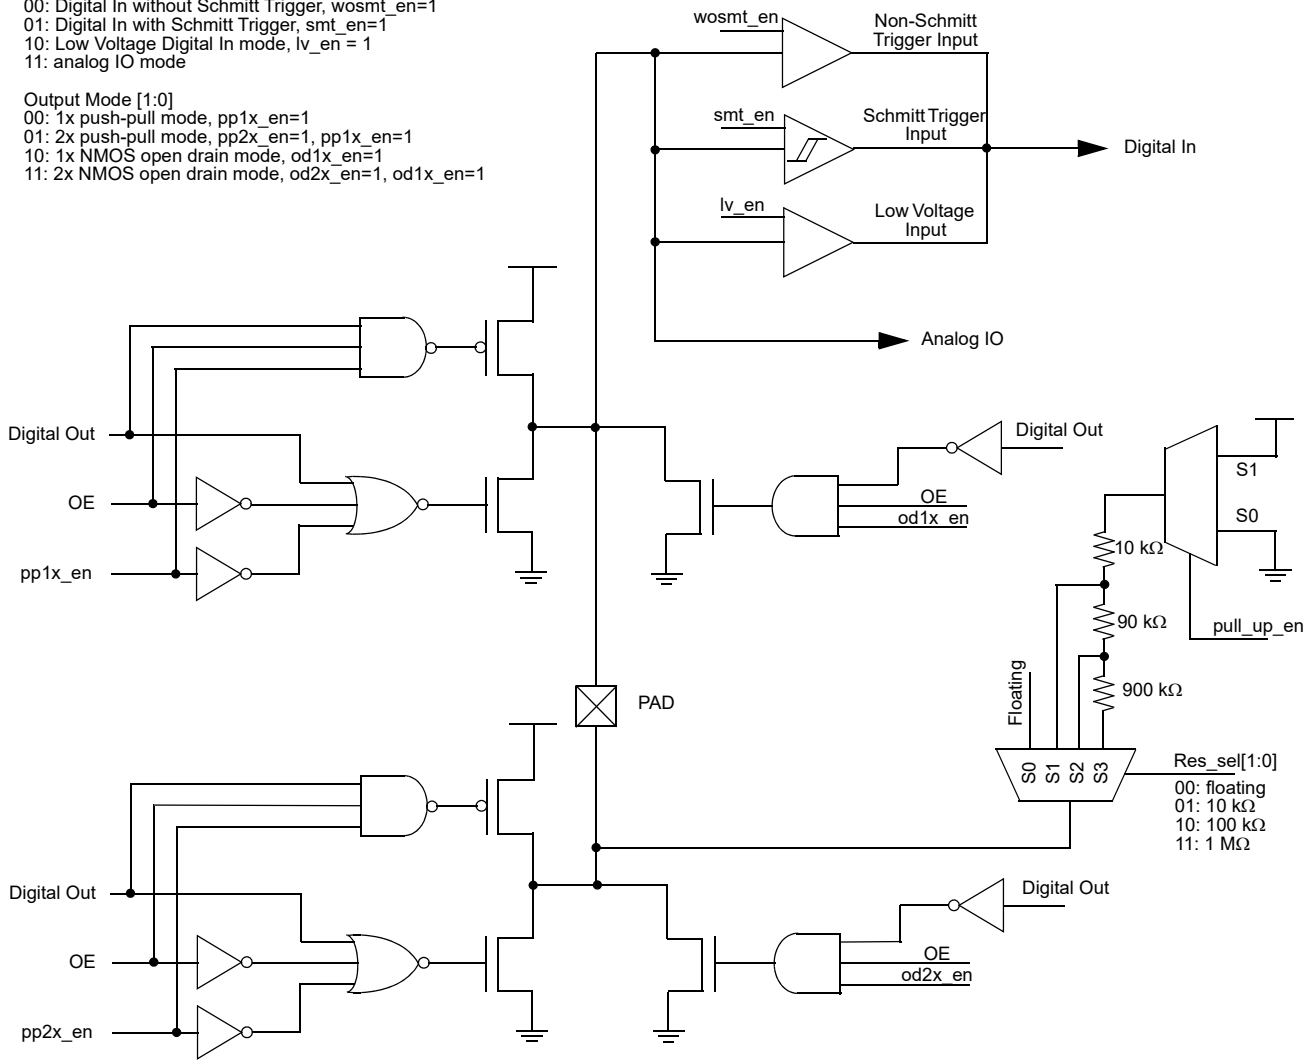 00: Digital In without Schmitt Trigger, wosmt_en=1
01: Digital In with Schmitt Trigger, smt_en=1
10: Low Voltage Digital In mode, lv_en = 1
11: analog IO mode
Output Mode [1:0]
00: 1x push-pull mode, pp1x_en=1
01: 2x push-pull mode, pp2x_en=1, pp1x_en=1
10: 1x NMOS open drain mode, od1x_en=1
11: 2x NMOS open drain mode, od2x_en=1, od1x_en=1
wosmt_en
Non-Schmitt
Trigger Input
smt_en
Schmitt Trigger
Input
Digital In
lv_en
Low Voltage
Input
Analog IO
Digital Out
OE
pp1x_en
Digital Out
OE
od1x_en
S1
S0
10 kΩ
90 kΩ
pull_up_en
900 kΩ
Floating
PAD
S0
S1
S2
S3
Res_sel[1:0]
00: floating
01: 10 kΩ
10: 100 kΩ
11: 1 MΩ
Digital Out
OE
pp2x_en
Digital Out
OE
od2x_en